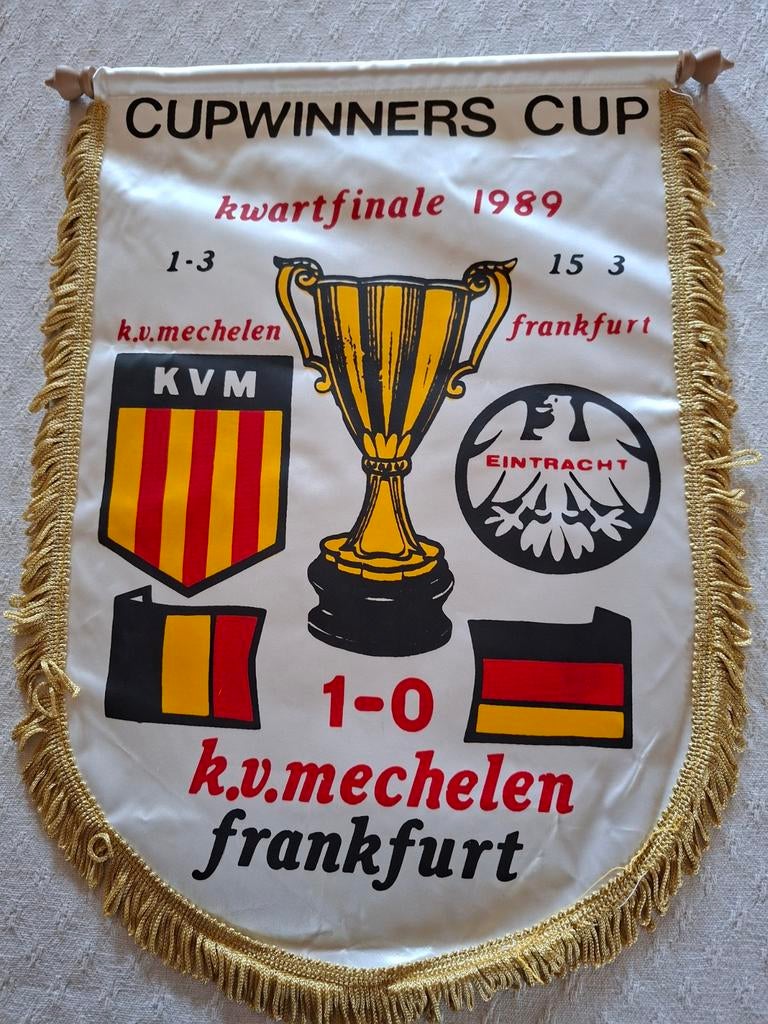 CUPWINNERS CUP
kwartfinale 1989
1-3
15 3
k.v.mechelen
frankfurt
KVM
EINTRACHT
1-0
k.v.mechelen
frankfurt